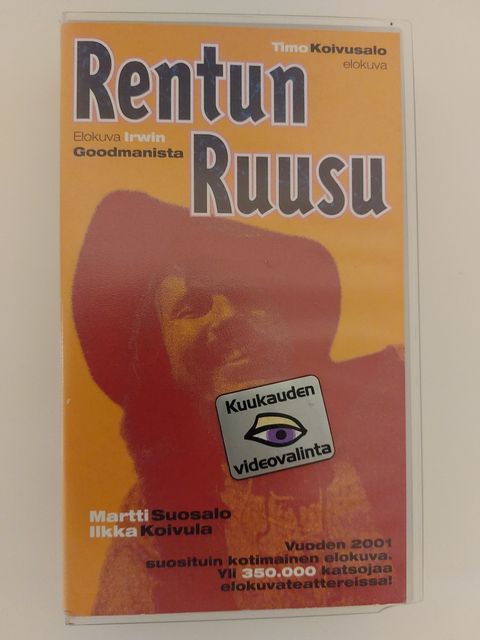 Timo Koivusalo
elokuva
Rentun
Elokuva Irwin
Goodmanista
Ruusu
Kuukauden
videovalinta
Martti Suosalo
Ilkka Koivula
Vuoden 2001
suosituin kotimainen elokuva.
Yli 350.000 katsojaa
elokuvateattereissa!